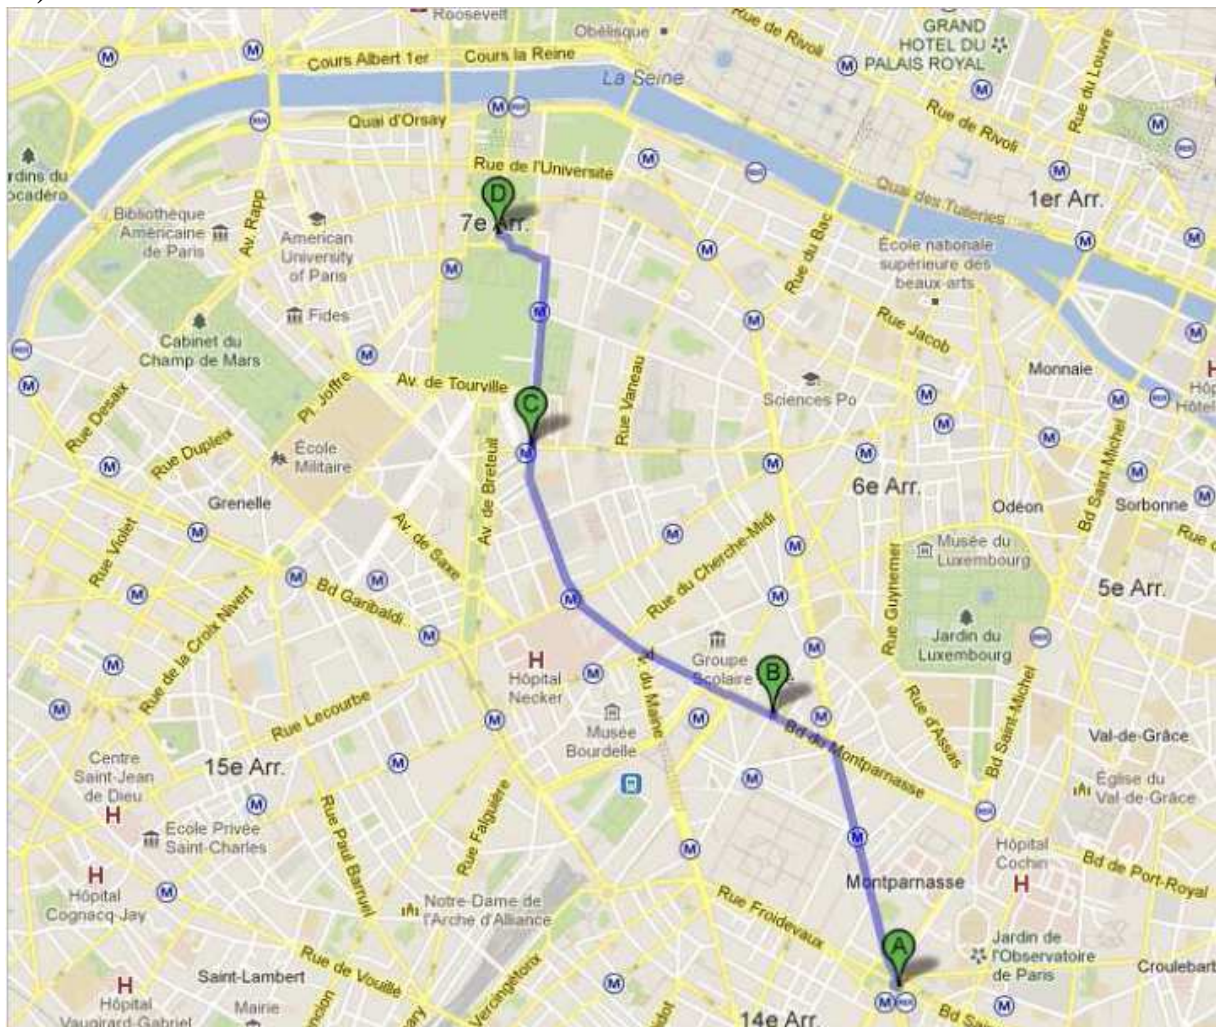 Roosevelt
Obélisque
Rue de Rivoli
GRAND
HOTEL DU
PALAIS ROYAL
Rue du Louvre
Cours Albert 1er
Cours la Reine
La Seine
M
RER
Quai d'Orsay
Rue de Rivoli
Rue de l'Université
Quai des Tuileries
1er Arr.
Bibliothèque
Américaine
de Paris
Av. Rapp
American
University
of Paris
D
7e Arr.
Rue du Bac
École nationale
supérieure des
beaux-arts
Fides
Rue Jacob
Cabinet du
Champ de Mars
Pl. Joffre
Av. de Tourville
Rue Vaneau
Sciences Po
Monnaie
H
Rue Desaix
Rue Dupleix
C
École
Militaire
Av. de Breteuil
Bd Saint-Michel
6e Arr.
Grenelle
Odéon
Sorbonne
Rue Violet
Av. de Saxe
Rue du Cherche-Midi
Musée du
Luxembourg
Rue Guynemer
5e Arr.
Bd Garibaldi
Rue de la Croix Nivert
Jardin du
Luxembourg
H
Hôpital
Necker
Groupe
Scolaire
B
Rue Lecourbe
Musée
Bourdelle
du Maine
Rue d'Assas
Bd Saint-Michel
Val-de-Grâce
Bd du Montparnasse
Centre
Saint-Jean
de Dieu
H
15e Arr.
Église du
Val-de-Grâce
Ecole Privée
Saint-Charles
Rue Paul Barruel
Rue Falguière
Hôpital
Cochin
H
Bd de Port-Royal
H
Hôpital
Cognacq-Jay
Montparnasse
Notre-Dame de
l'Arche d'Alliance
Rue Froidevaux
A
Jardin de
l'Observatoire
de Paris
Croulebarb
Saint-Lambert
Rue de Vouillé
Vercingétorix
H
Hôpital
Vaugirard-Gabriel
Mairie
14e Arr.